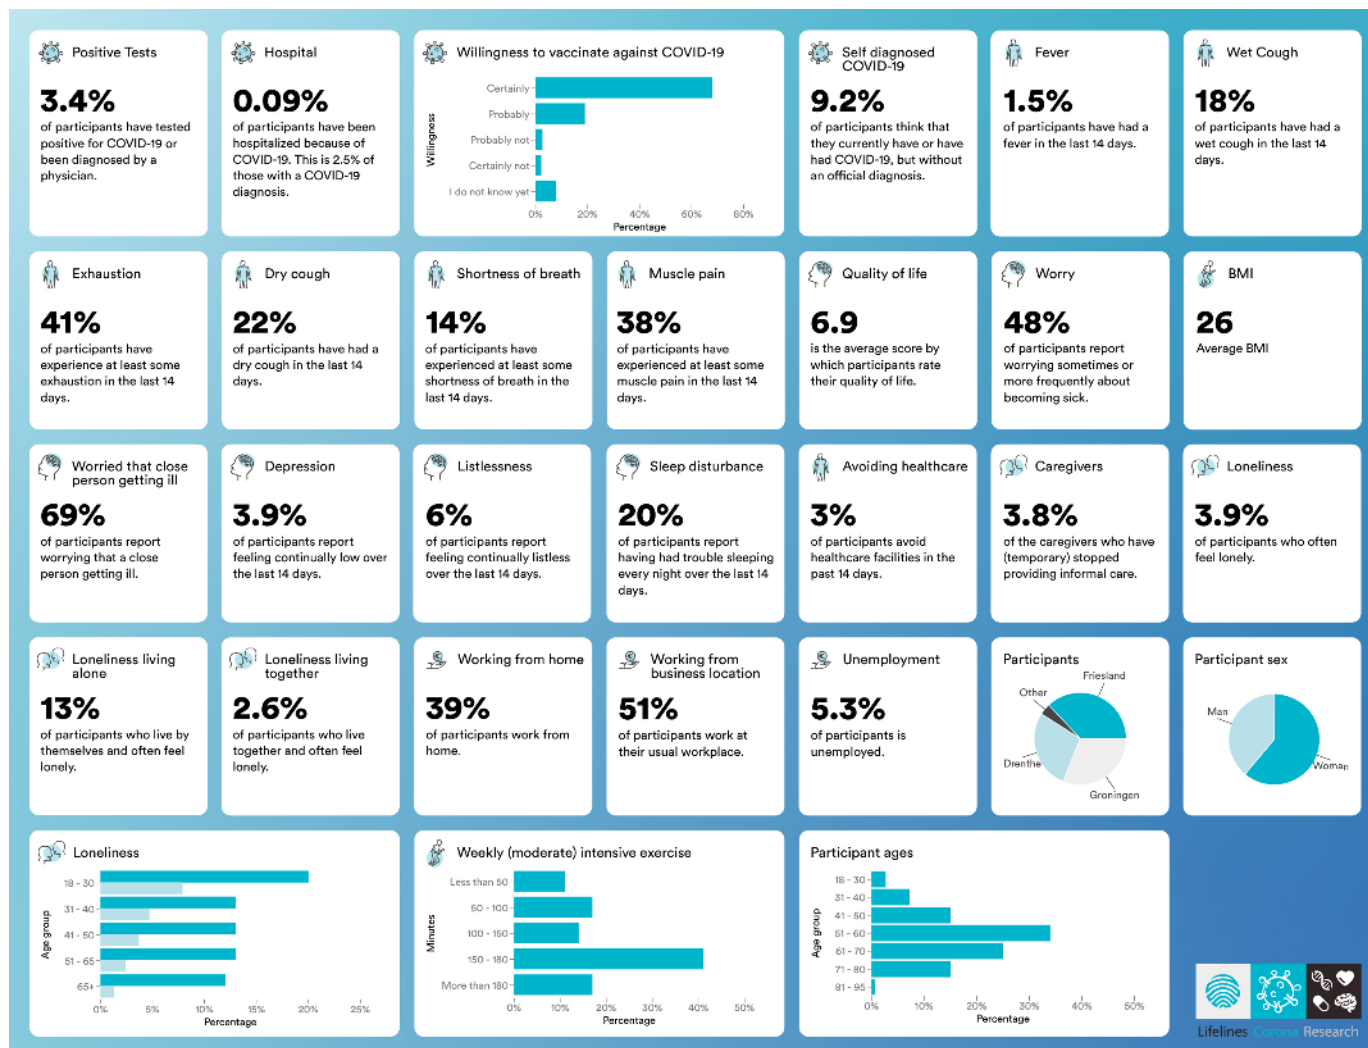 Positive Tests
3.4%
of participants have tested
positive for COVID-19 or
been diagnosed by a
physician.
Hospital
0.09%
of participants have been
hospitalized because of
COVID-19. This is 2.5% of
those with a COVID-19
diagnosis.
Willingness to vaccinate against COVID-19
Willingness
Certainly
Probably
Probably not
Certainly not
I do not know yet
0% 20% 40% 60% 80%
Percentage
Self diagnosed
COVID-19
9.2%
of participants think that
they currently have or have
had COVID-19, but without
an official diagnosis.
Fever
1.5%
of participants have had a
fever in the last 14 days.
Wet Cough
18%
of participants have had a
wet cough in the last 14
days.
Exhaustion
41%
of participants have
experience at least some
exhaustion in the last 14
days.
Dry cough
22%
of participants have had a
dry cough in the last 14
days.
Shortness of breath
14%
of participants have
experienced at least some
shortness of breath in the
last 14 days.
Muscle pain
38%
of participants have
experienced at least some
muscle pain in the last 14
days.
Quality of life
6.9
is the average score by
which participants rate
their quality of life.
Worry
48%
of participants report
worrying sometimes or
more frequently about
becoming sick.
BMI
26
Average BMI
Worried that close
person getting ill
69%
of participants report
worrying that a close
person getting ill.
Depression
3.9%
of participants report
feeling continually low over
the last 14 days.
Listlessness
6%
of participants report
feeling continually listless
over the last 14 days.
Sleep disturbance
20%
of participants report
having had trouble sleeping
every night over the last 14
days.
Avoiding healthcare
3%
of participants avoid
healthcare facilities in the
past 14 days.
Caregivers
3.8%
of the caregivers who have
(temporary) stopped
providing informal care.
Loneliness
3.9%
of participants who often
feel lonely.
Loneliness living
alone
13%
of participants who live by
themselves and often feel
lonely.
Loneliness living
together
2.6%
of participants who live
together and often feel
lonely.
Working from home
39%
of participants work from
home.
Working from
business location
51%
of participants work at
their usual workplace.
Unemployment
5.3%
of participants is
unemployed.
Participants
Friesland
Other
Drenthe
Groningen
Participant sex
Man
Woman
Loneliness
Age group
18 - 30
31 - 40
41 - 50
51 - 65
65+
0% 5% 10% 15% 20% 25%
Percentage
Weekly (moderate) intensive exercise
Minutes
Less than 50
50 - 100
100 - 150
150 - 180
More than 180
0% 10% 20% 30% 40% 50%
Percentage
Participant ages
Age group
18 - 30
31 - 40
41 - 50
51 - 60
61 - 70
71 - 80
81 - 95
0% 10% 20% 30% 40% 50%
Percentage
Lifelines Corona Research